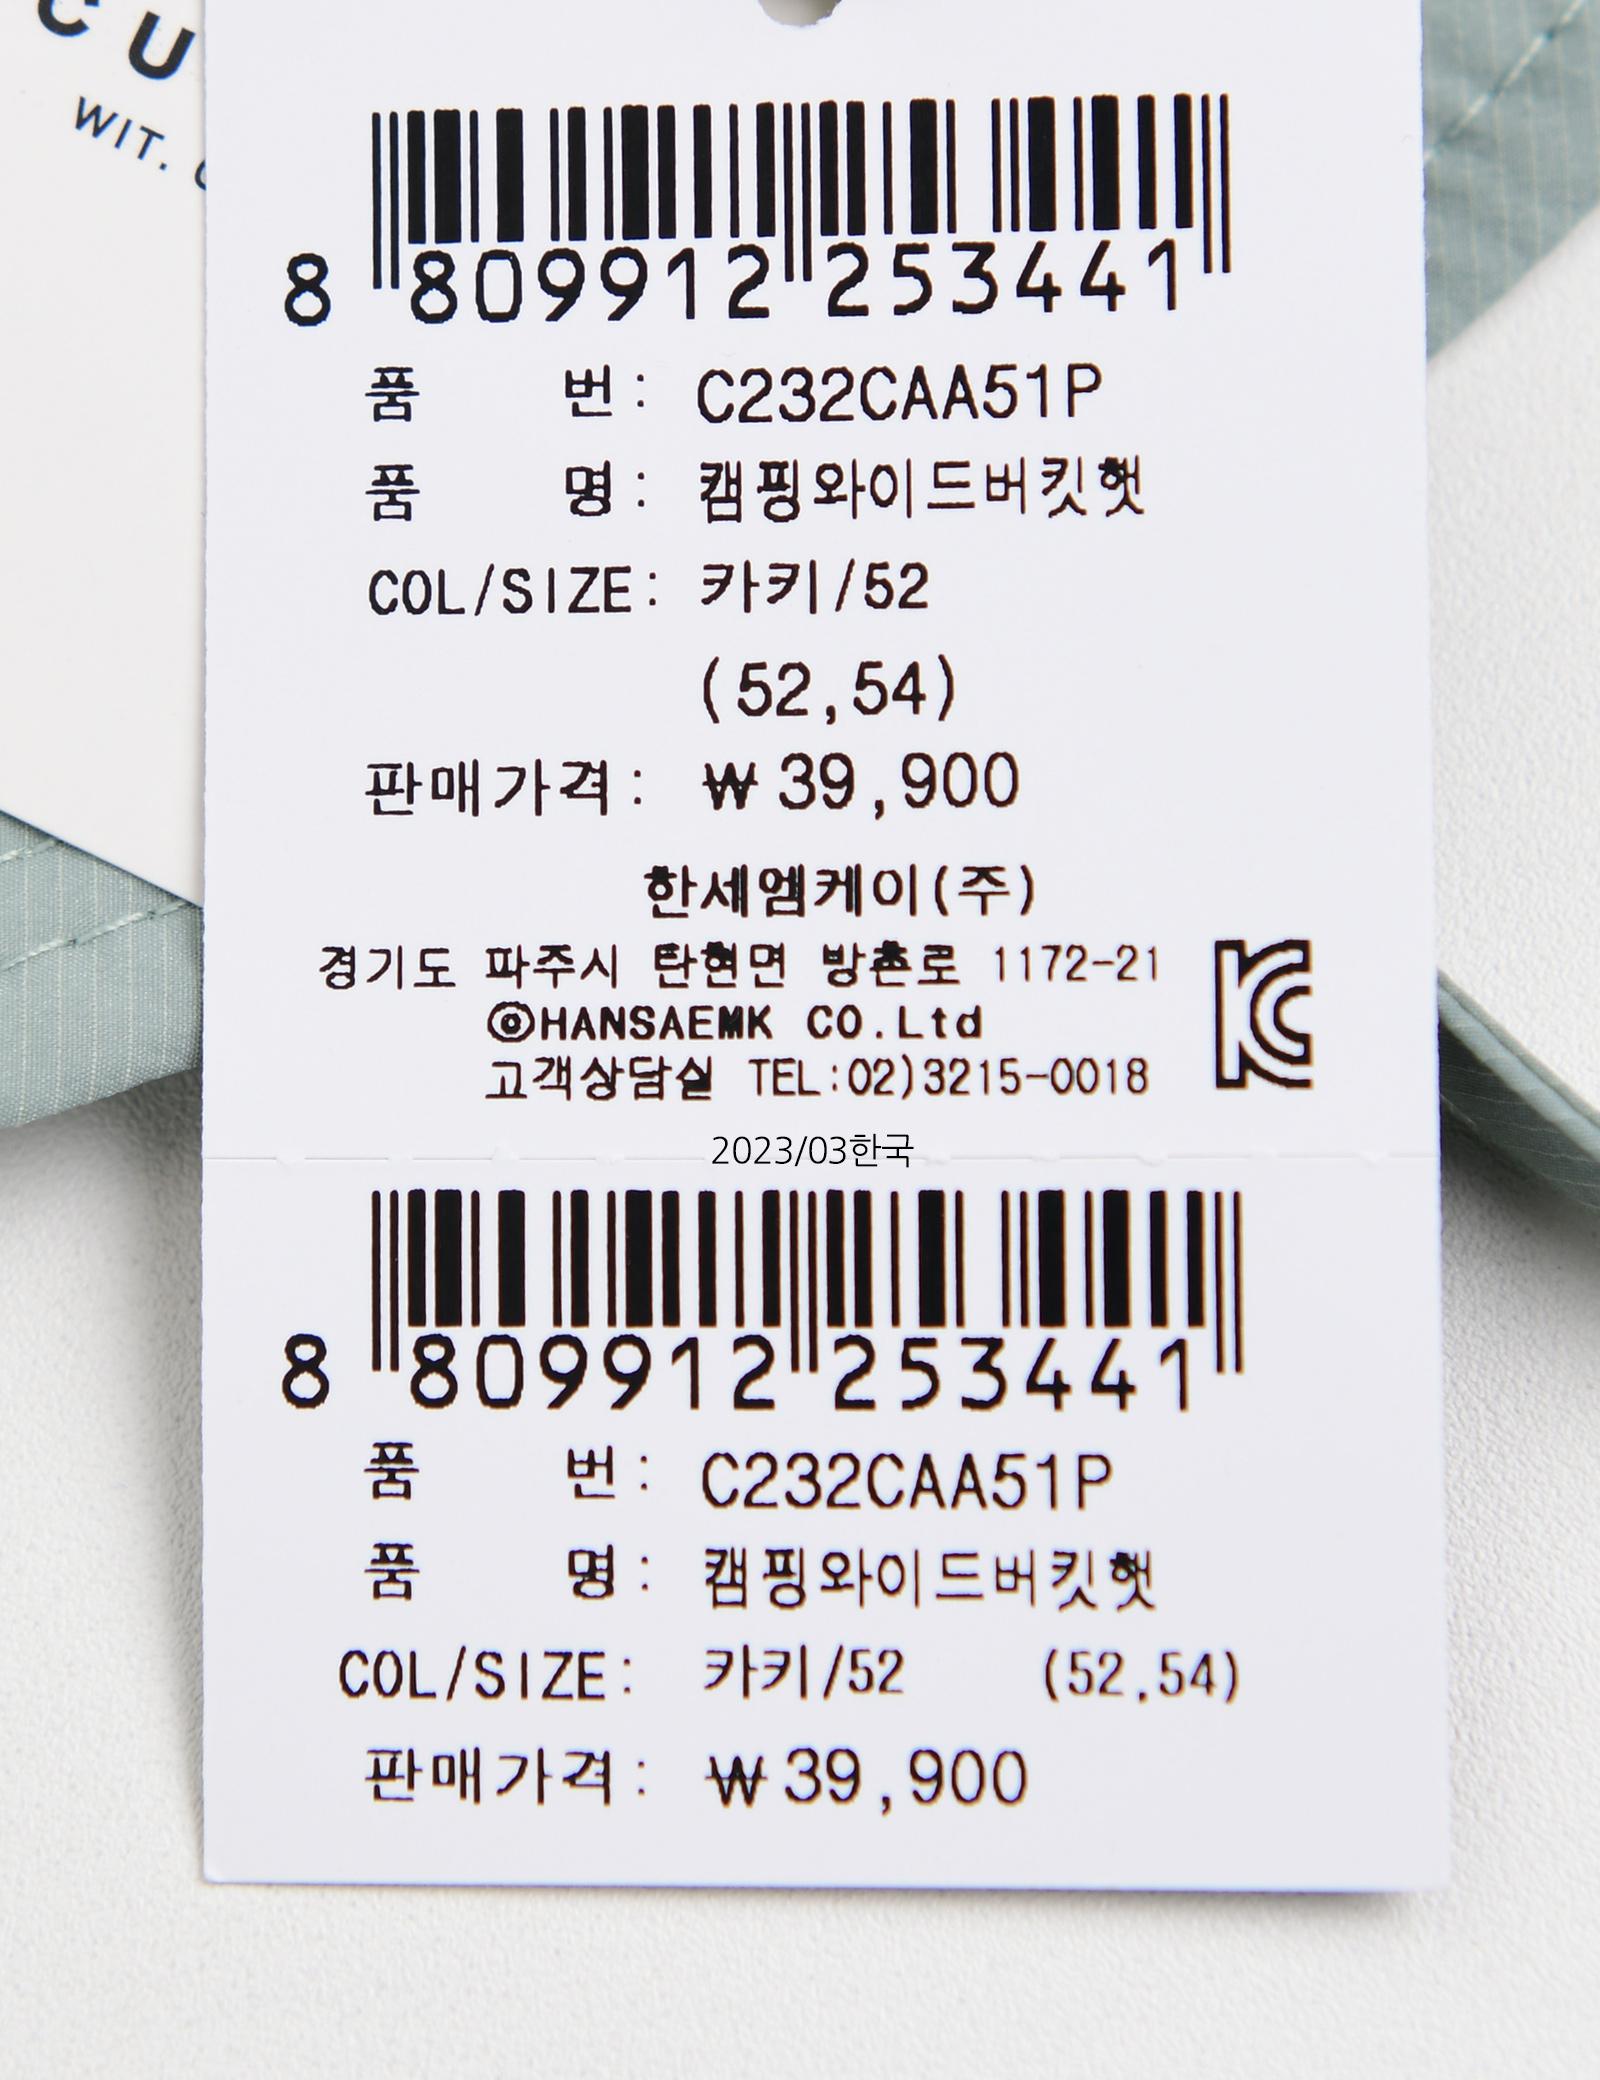 CU
WIT.
8 809912 253441
품 번: C232CAA51P
품 명: 캠핑와이드버킷햇
COL/SIZE: 카키/52
(52,54)
판매가격: ₩39,900
한세엠케이(주)
경기도 파주시 탄현면 방촌로 1172-21
◎HANSAEMK CO.Ltd
고객상담실 TEL:02)3215-0018
2023/03한국
8 809912 253441
품 번: C232CAA51P
품 명: 캠핑와이드버킷햇
COL/SIZE: 카키/52 (52,54)
판매가격: ₩39,900